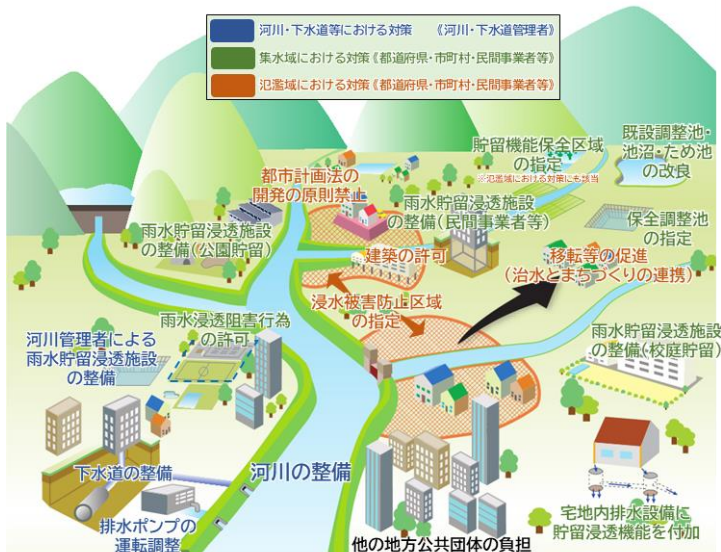 河川・下水道等における対策 《河川・下水道管理者》
集水域における対策《都道府県・市町村・民間事業者等》
氾濫域における対策《都道府県・市町村・民間事業者等》
貯留機能保全区域
の指定
※氾濫域における対策にも該当
既設調整池・
池沼・ため池
の改良
都市計画法の
開発の原則禁止
雨水貯留浸透施設
の整備(民間事業者等)
保全調整池
の指定
雨水貯留浸透施設
の整備(公園貯留)
建築の許可
移転等の促進
(治水とまちづくりの連携)
浸水被害防止区域
の指定
雨水浸透阻害行為
の許可
河川管理者による
雨水貯留浸透施設
の整備
雨水貯留浸透施設
の整備(校庭貯留)
下水道の整備
河川の整備
排水ポンプの
運転調整
宅地内排水設備に
貯留浸透機能を付加
他の地方公共団体の負担